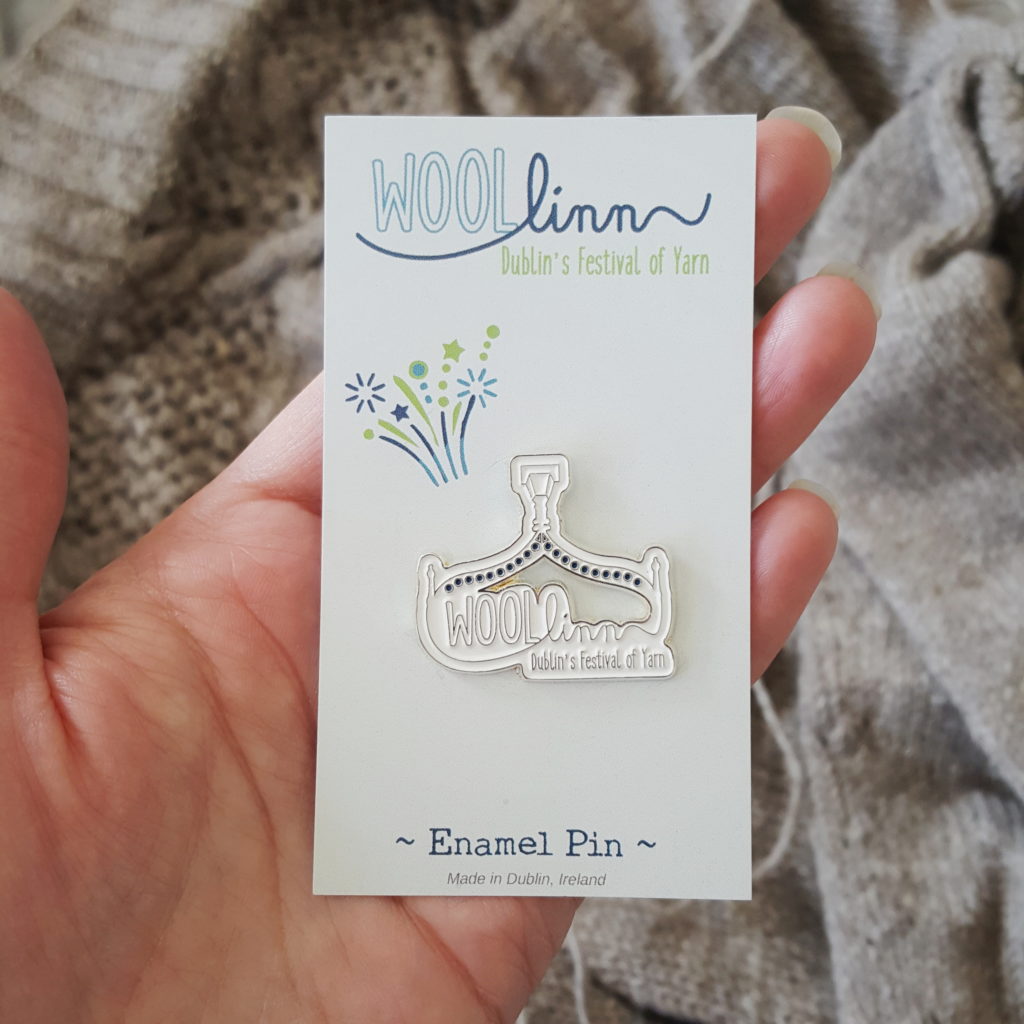 WOOLlinn
Dublin's Festival of Yarn
WOOLlinn
Dublin's Festival of Yarn
~ Enamel Pin ~
Made in Dublin, Ireland